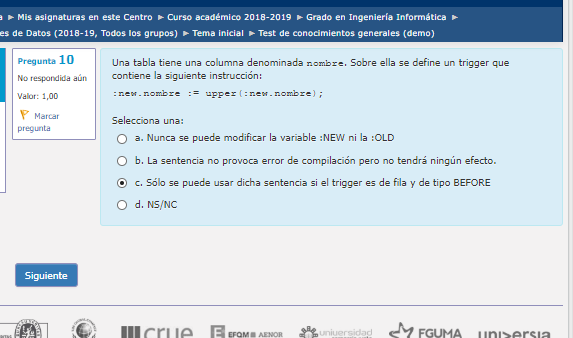 a ► Mis asignaturas en este Centro ► Curso académico 2018-2019 ► Grado en Ingeniería Informática ►
es de Datos (2018-19, Todos los grupos) ► Tema inicial ► Test de conocimientos generales (demo)
Pregunta 10
No respondida aún
Valor: 1,00
Marcar
pregunta
Una tabla tiene una columna denominada nombre. Sobre ella se define un trigger que
contiene la siguiente instrucción:
:new.nombre := upper(:new.nombre);
Selecciona una:
a. Nunca se puede modificar la variable :NEW ni la :OLD
b. La sentencia no provoca error de compilación pero no tendrá ningún efecto.
c. Sólo se puede usar dicha sentencia si el trigger es de fila y de tipo BEFORE
d. NS/NC
Siguiente
crue
EFQM AENOR
universidad
FGUMA
universia